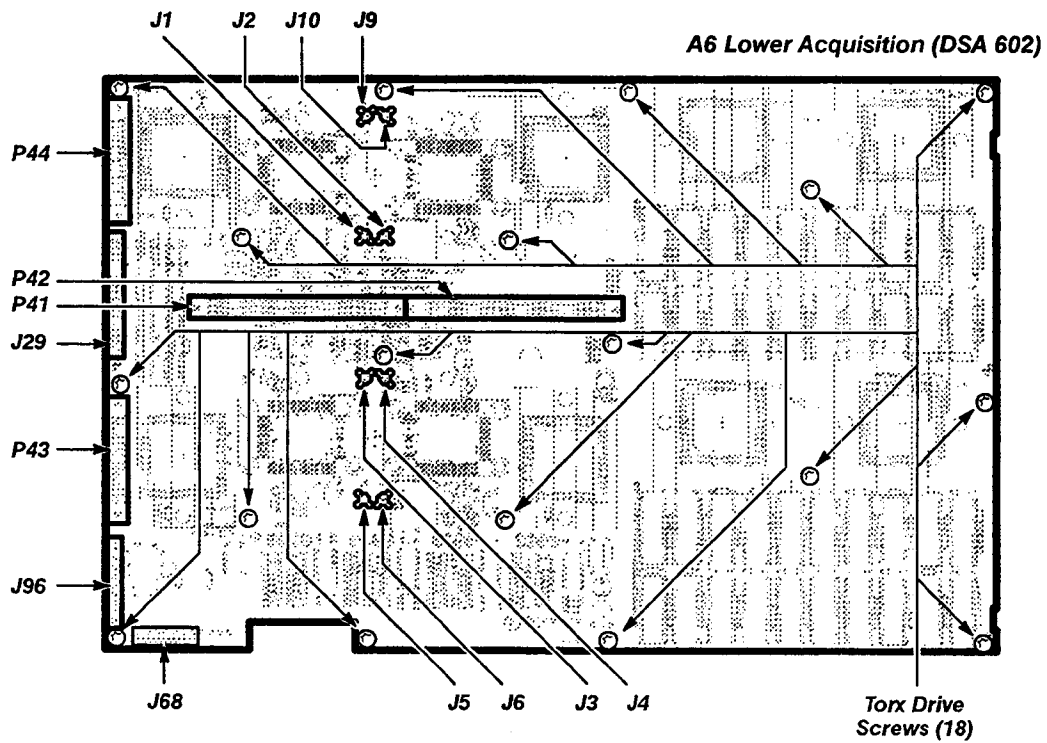 J1 J2 J10 J9
A6 Lower Acquisition (DSA 602)
P44
P42
P41
J29
P43
J96
J68
J5 J6 J3 J4
Torx Drive
Screws (18)